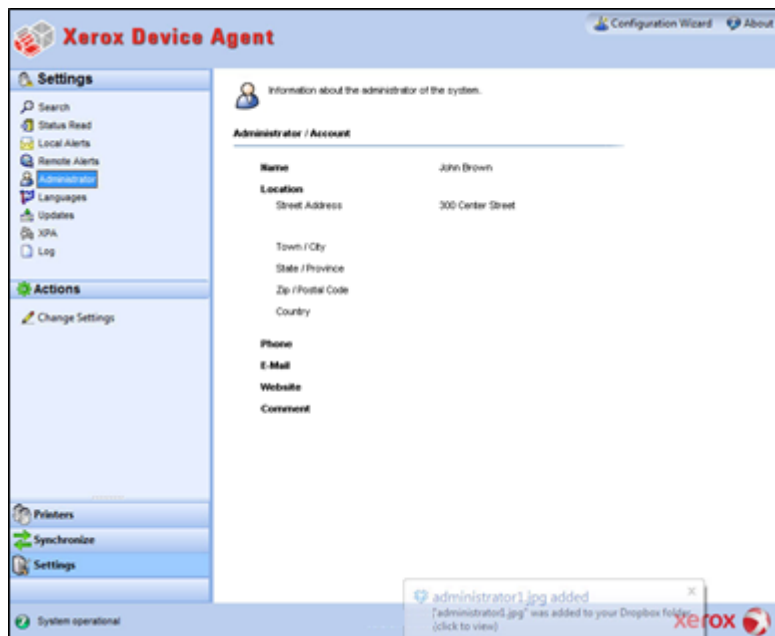 Xerox Device Agent
Configuration Wizard About
Settings
Search
Status Read
Local Alerts
Remote Alerts
Administrator
Languages
Updates
XPA
Log
Actions
Change Settings
Printers
Synchronize
Settings
System operational
Information about the administrator of the system.
Administrator / Account
Name John Brown
Location
Street Address 300 Center Street
Town / City
State / Province
Zip / Postal Code
Country
Phone
E-Mail
Website
Comment
administrator1.jpg added
"administrator1.jpg" was added to your Dropbox folder
(click to view)
xerox